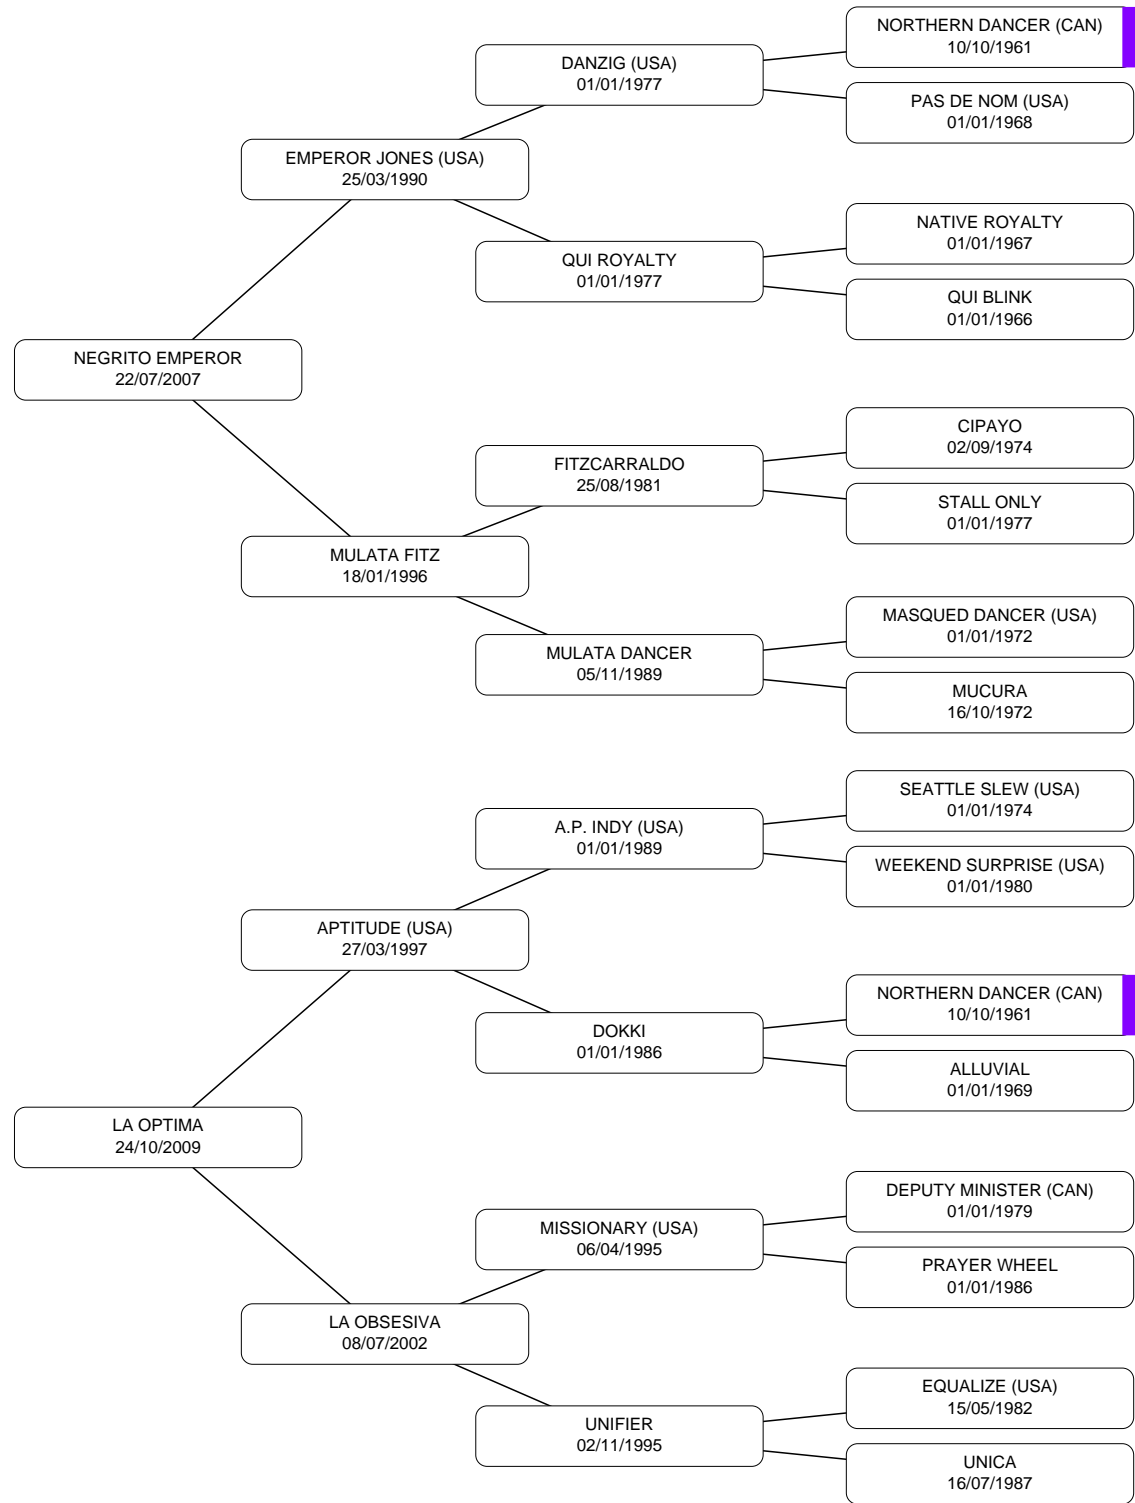 NORTHERN DANCER (CAN)
10/10/1961
DANZIG (USA)
01/01/1977
PAS DE NOM (USA)
01/01/1968
EMPEROR JONES (USA)
25/03/1990
NATIVE ROYALTY
01/01/1967
QUI ROYALTY
01/01/1977
QUI BLINK
01/01/1966
NEGRITO EMPEROR
22/07/2007
CIPAYO
02/09/1974
FITZCARRALDO
25/08/1981
STALL ONLY
01/01/1977
MULATA FITZ
18/01/1996
MASQUED DANCER (USA)
01/01/1972
MULATA DANCER
05/11/1989
MUCURA
16/10/1972
SEATTLE SLEW (USA)
01/01/1974
A.P. INDY (USA)
01/01/1989
WEEKEND SURPRISE (USA)
01/01/1980
APTITUDE (USA)
27/03/1997
NORTHERN DANCER (CAN)
10/10/1961
DOKKI
01/01/1986
ALLUVIAL
01/01/1969
LA OPTIMA
24/10/2009
DEPUTY MINISTER (CAN)
01/01/1979
MISSIONARY (USA)
06/04/1995
PRAYER WHEEL
01/01/1986
LA OBSESIVA
08/07/2002
EQUALIZE (USA)
15/05/1982
UNIFIER
02/11/1995
UNICA
16/07/1987